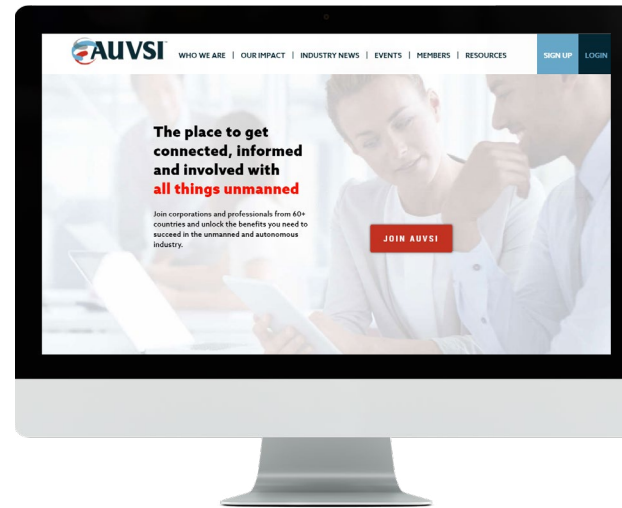 AUVSI
WHO WE ARE | OUR IMPACT | INDUSTRY NEWS | EVENTS | MEMBERS | RESOURCES
SIGN UP LOGIN
The place to get
connected, informed
and involved with
all things unmanned
Join corporations and professionals from 60+
countries and unlock the benefits you need to
succeed in the unmanned and autonomous
industry.
JOIN AUVSI